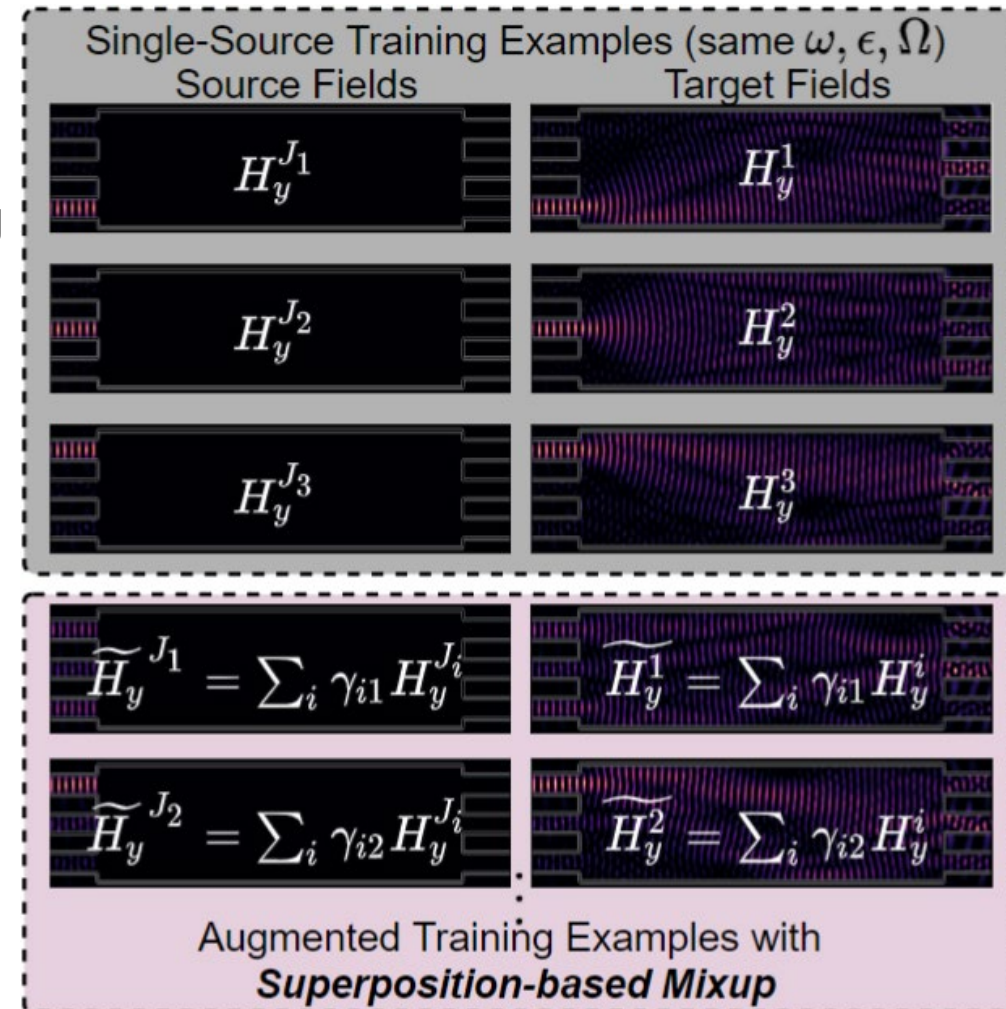 Single-Source Training Examples (same ω, ϵ, Ω)
Source Fields Target Fields
H_y^{J_1} H_y^1
H_y^{J_2} H_y^2
H_y^{J_3} H_y^3
\widetilde{H}_y^{J_1} = ∑_i γ_{i1} H_y^{J_i} \widetilde{H_y^1} = ∑_i γ_{i1} H_y^i
\widetilde{H}_y^{J_2} = ∑_i γ_{i2} H_y^{J_i} \widetilde{H_y^2} = ∑_i γ_{i2} H_y^i
⋮
Augmented Training Examples with
Superposition-based Mixup